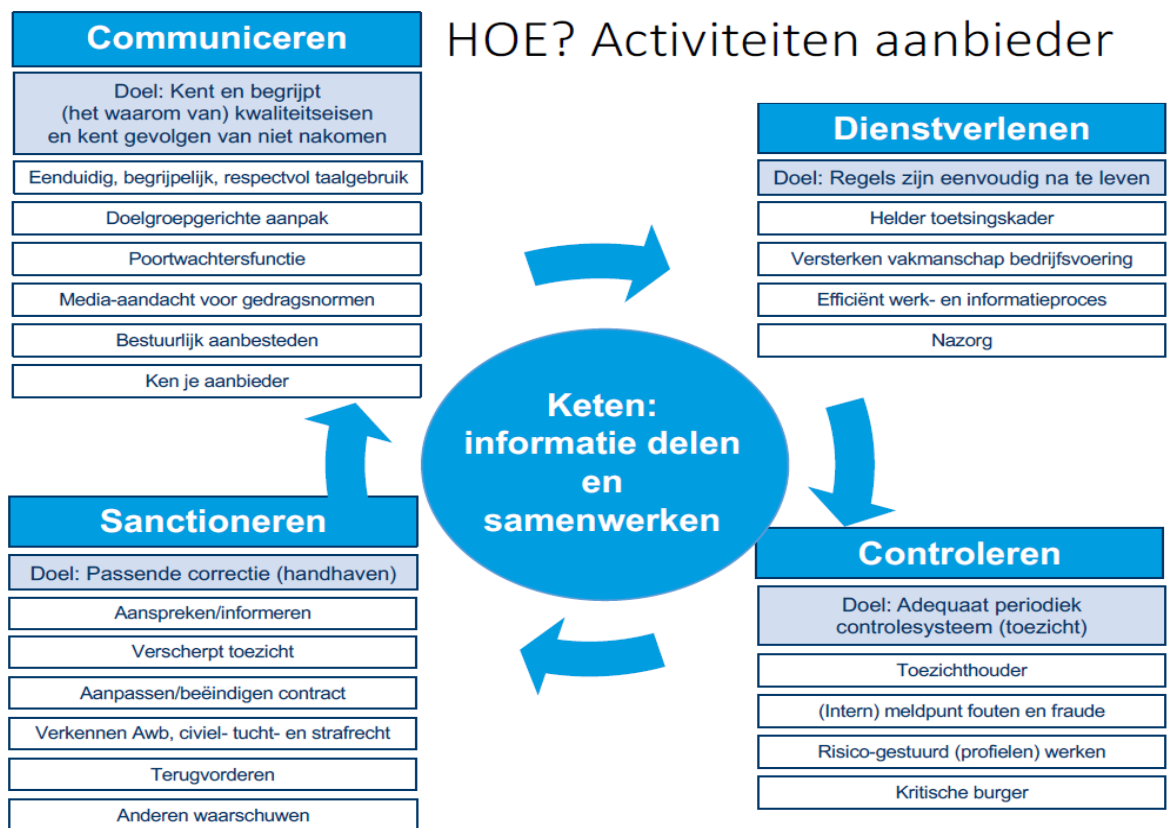 HOE? Activiteiten aanbieder
Communiceren
Doel: Kent en begrijpt
(het waarom van) kwaliteitseisen
en kent gevolgen van niet nakomen
Eenduidig, begrijpelijk, respectvol taalgebruik
Doelgroepgerichte aanpak
Poortwachtersfunctie
Media-aandacht voor gedragsnormen
Bestuurlijk aanbesteden
Ken je aanbieder
Dienstverlenen
Doel: Regels zijn eenvoudig na te leven
Helder toetsingskader
Versterken vakmanschap bedrijfsvoering
Efficiënt werk- en informatieproces
Nazorg
Keten:
informatie delen
en
samenwerken
Controleren
Doel: Adequaat periodiek
controlesysteem (toezicht)
Toezichthouder
(Intern) meldpunt fouten en fraude
Risico-gestuurd (profielen) werken
Kritische burger
Sanctioneren
Doel: Passende correctie (handhaven)
Aanspreken/informeren
Verscherpt toezicht
Aanpassen/beëindigen contract
Verkennen Awb, civiel- tucht- en strafrecht
Terugvorderen
Anderen waarschuwen